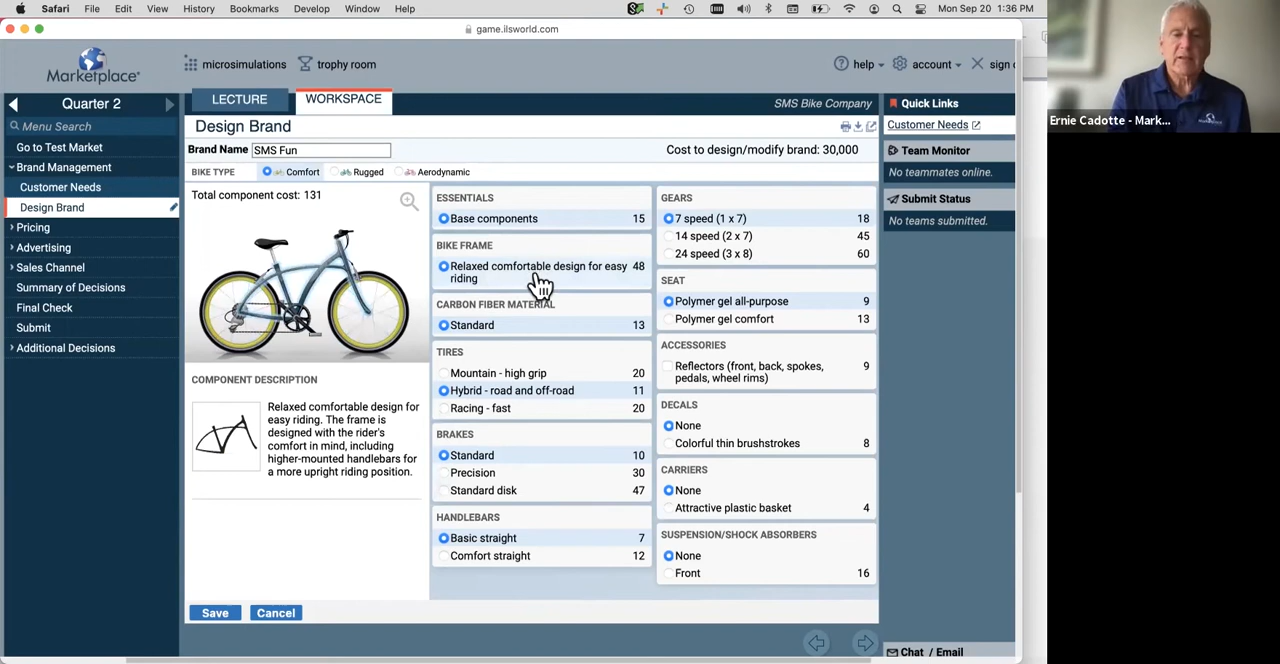 Safari File Edit View History Bookmarks Develop Window Help Mon Sep 20 1:36 PM
game.ilsworld.com
Marketplace® microsimulations trophy room help account sign
Quarter 2 LECTURE WORKSPACE SMS Bike Company Quick Links
Menu Search
Design Brand
Customer Needs
Go to Test Market
Brand Name SMS Fun Cost to design/modify brand: 30,000
Team Monitor
Brand Management
BIKE TYPE Comfort Rugged Aerodynamic
No teammates online.
Customer Needs
Design Brand
Submit Status
No teams submitted.
Pricing
Advertising
Sales Channel
Summary of Decisions
Final Check
Submit
Additional Decisions
Total component cost: 131
COMPONENT DESCRIPTION
Relaxed comfortable design for
easy riding. The frame is
designed with the rider's
comfort in mind, including
higher-mounted handlebars for
a more upright riding position.
ESSENTIALS
Base components 15
BIKE FRAME
Relaxed comfortable design for easy 48
riding
CARBON FIBER MATERIAL
Standard 13
TIRES
Mountain - high grip 20
Hybrid - road and off-road 11
Racing - fast 20
BRAKES
Standard 10
Precision 30
Standard disk 47
HANDLEBARS
Basic straight 7
Comfort straight 12
GEARS
7 speed (1 x 7) 18
14 speed (2 x 7) 45
24 speed (3 x 8) 60
SEAT
Polymer gel all-purpose 9
Polymer gel comfort 13
ACCESSORIES
Reflectors (front, back, spokes, 9
pedals, wheel rims)
DECALS
None
Colorful thin brushstrokes 8
CARRIERS
None
Attractive plastic basket 4
SUSPENSION/SHOCK ABSORBERS
None
Front 16
Save Cancel
Chat / Email
Ernie Cadotte - Mark...